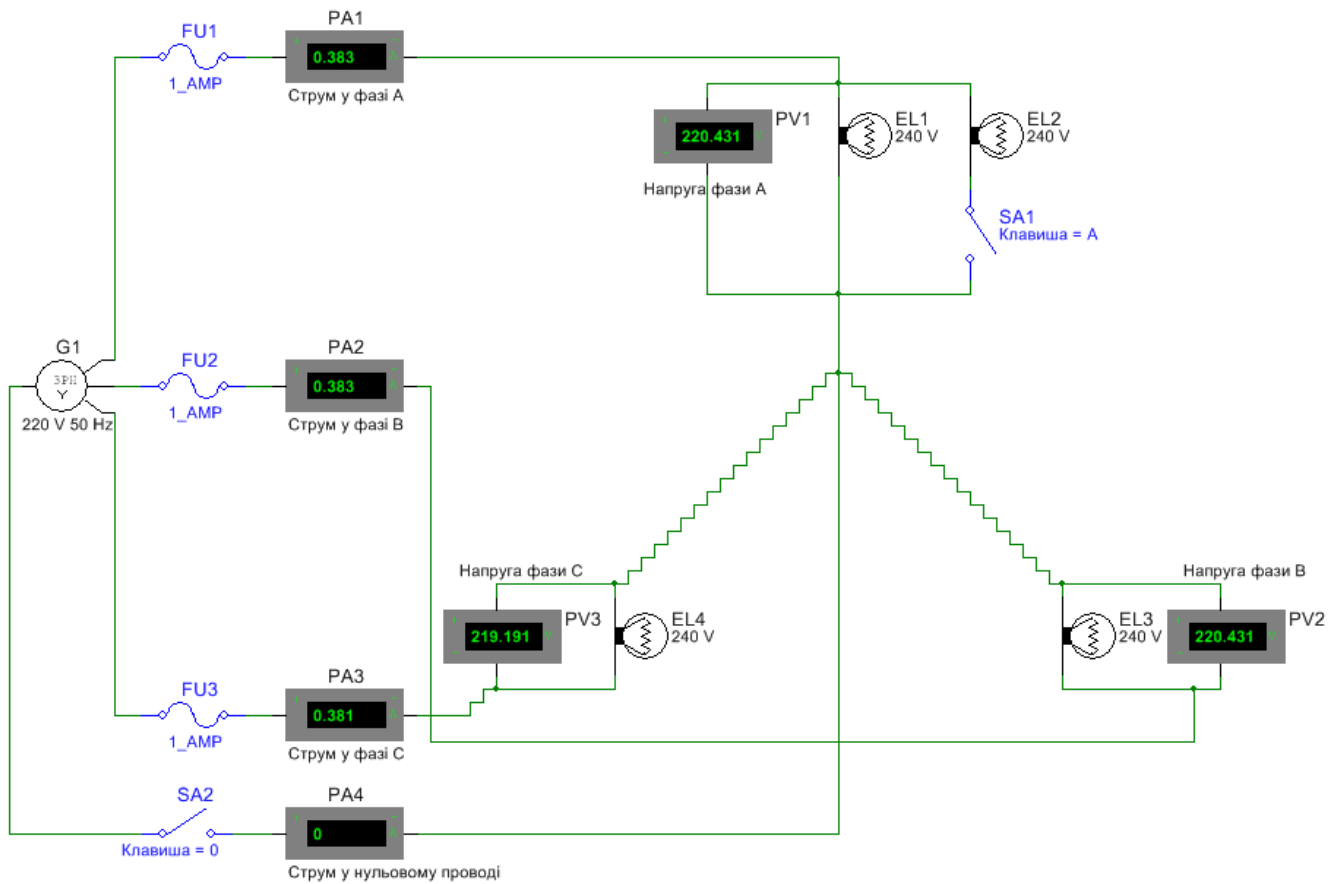 FU1
1_AMP
PA1
0.383
Струм у фазі А
PV1
220.431
V
Напруга фази А
EL1
240 V
EL2
240 V
SA1
Клавиша = А
G1
3PH
Y
220 V 50 Hz
FU2
1_AMP
PA2
0.383
Струм у фазі В
Напруга фази С
219.191
V
PV3
EL4
240 V
Напруга фази В
EL3
240 V
220.431
V
PV2
FU3
1_AMP
PA3
0.381
Струм у фазі С
SA2
Клавиша = 0
PA4
0
Струм у нульовому проводі